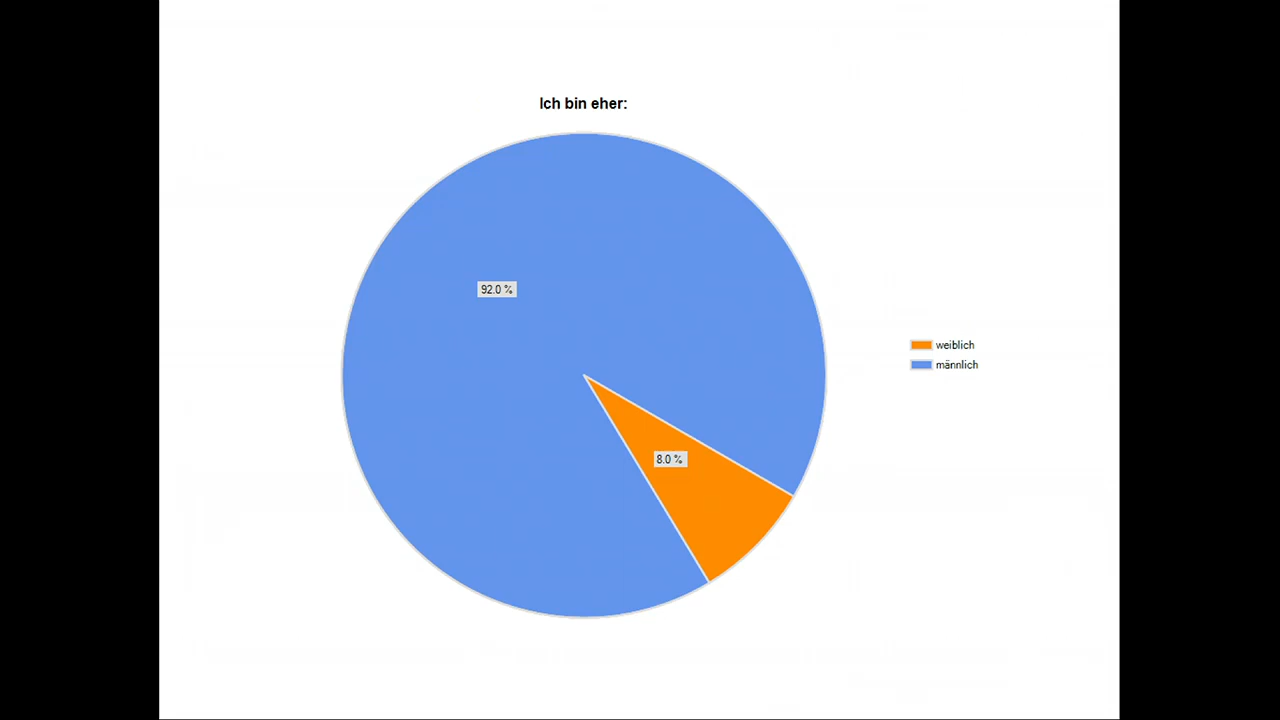 Ich bin eher:
92.0 %
weiblich
männlich
8.0 %